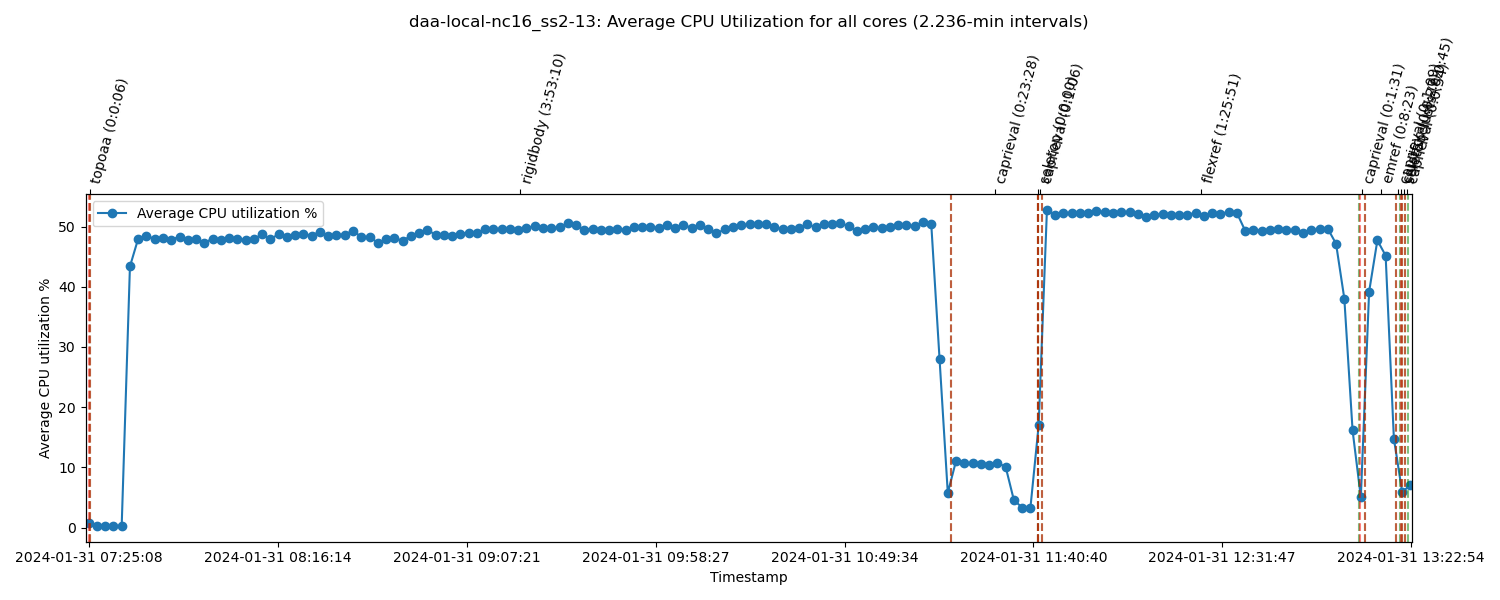 daa-local-nc16_ss2-13: Average CPU Utilization for all cores (2.236-min intervals)
topoaa (0:0:06)
rigidbody (3:53:10)
caprieval (0:23:28)
caprieval (0:1:06)
flexref (1:25:51)
caprieval (0:1:31)
emref (0:8:23)
Average CPU utilization %
50
40
30
20
10
0
Average CPU utilization %
2024-01-31 07:25:08
2024-01-31 08:16:14
2024-01-31 09:07:21
2024-01-31 09:58:27
2024-01-31 10:49:34
2024-01-31 11:40:40
2024-01-31 12:31:47
2024-01-31 13:22:54
Timestamp